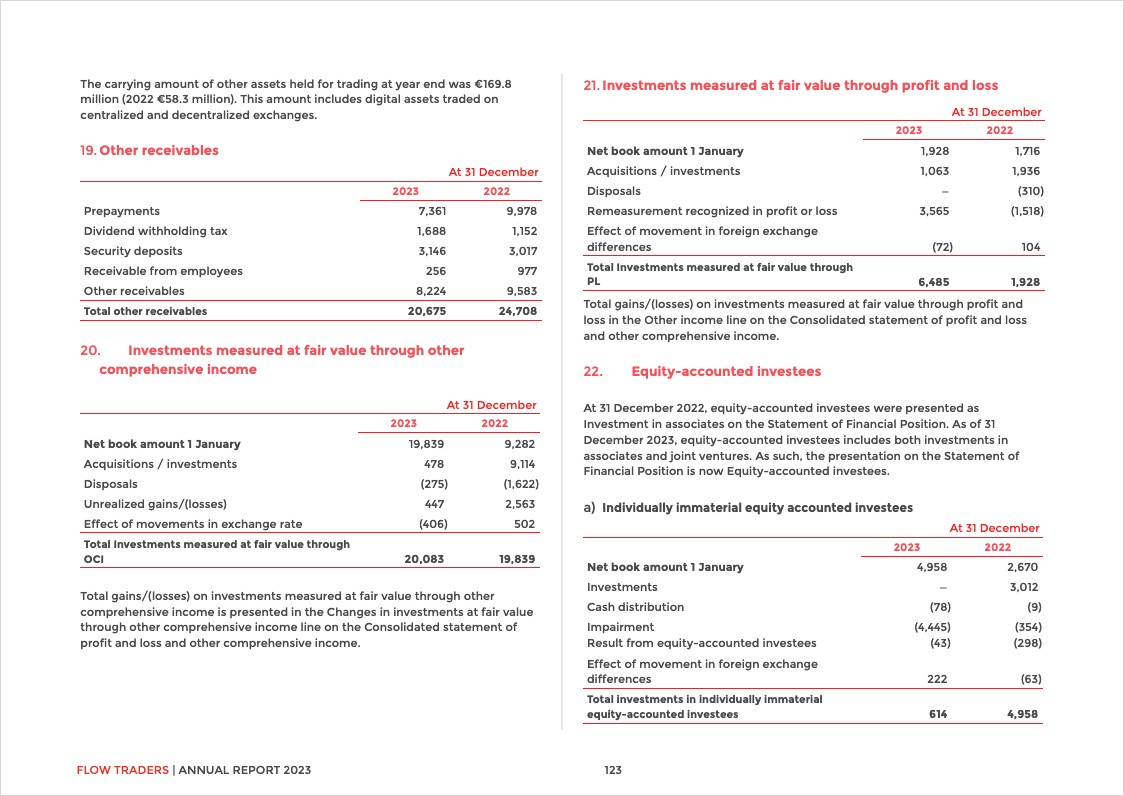 The carrying amount of other assets held for trading at year end was €169.8
million (2022 €58.3 million). This amount includes digital assets traded on
centralized and decentralized exchanges.
19. Other receivables
At 31 December
2023 2022
Prepayments 7,361 9,978
Dividend withholding tax 1,688 1,152
Security deposits 3,146 3,017
Receivable from employees 256 977
Other receivables 8,224 9,583
Total other receivables 20,675 24,708
20. Investments measured at fair value through other
comprehensive income
At 31 December
2023 2022
Net book amount 1 January 19,839 9,282
Acquisitions / investments 478 9,114
Disposals (275) (1,622)
Unrealized gains/(losses) 447 2,563
Effect of movements in exchange rate (406) 502
Total Investments measured at fair value through
OCI 20,083 19,839
Total gains/(losses) on investments measured at fair value through other
comprehensive income is presented in the Changes in investments at fair value
through other comprehensive income line on the Consolidated statement of
profit and loss and other comprehensive income.
21. Investments measured at fair value through profit and loss
At 31 December
2023 2022
Net book amount 1 January 1,928 1,716
Acquisitions / investments 1,063 1,936
Disposals – (310)
Remeasurement recognized in profit or loss 3,565 (1,518)
Effect of movement in foreign exchange
differences (72) 104
Total Investments measured at fair value through
PL 6,485 1,928
Total gains/(losses) on investments measured at fair value through profit and
loss in the Other income line on the Consolidated statement of profit and loss
and other comprehensive income.
22. Equity-accounted investees
At 31 December 2022, equity-accounted investees were presented as
Investment in associates on the Statement of Financial Position. As of 31
December 2023, equity-accounted investees includes both investments in
associates and joint ventures. As such, the presentation on the Statement of
Financial Position is now Equity-accounted investees.
a) Individually immaterial equity accounted investees
At 31 December
2023 2022
Net book amount 1 January 4,958 2,670
Investments – 3,012
Cash distribution (78) (9)
Impairment (4,445) (354)
Result from equity-accounted investees (43) (298)
Effect of movement in foreign exchange
differences 222 (63)
Total investments in individually immaterial
equity-accounted investees 614 4,958
FLOW TRADERS | ANNUAL REPORT 2023 123